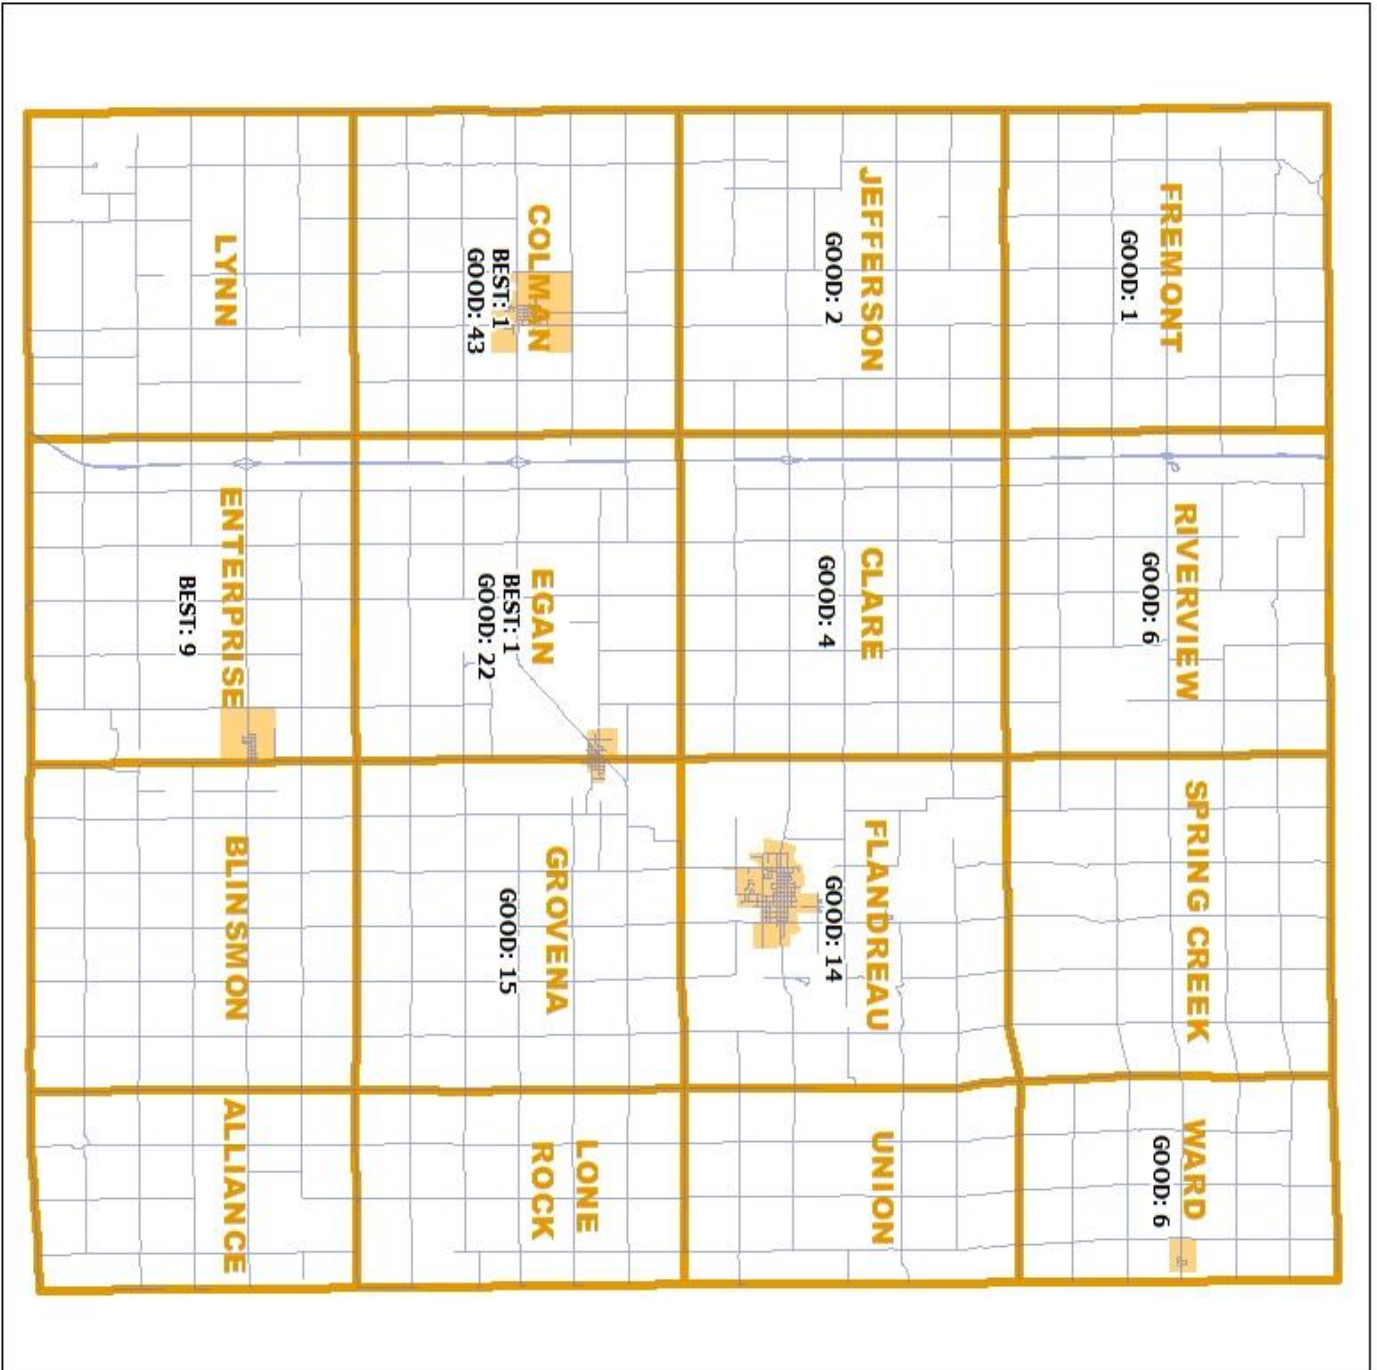 FREMONT
GOOD: 1
RIVERVIEW
GOOD: 6
SPRING CREEK
WARD
GOOD: 6
JEFFERSON
GOOD: 2
CLARE
GOOD: 4
FLANDREAU
GOOD: 14
UNION
COLMAN
BEST: 1
GOOD: 43
EGAN
BEST: 1
GOOD: 22
GROVENA
GOOD: 15
LONE
ROCK
LYNN
ENTERPRISE
BEST: 9
BLINSMON
ALLIANCE